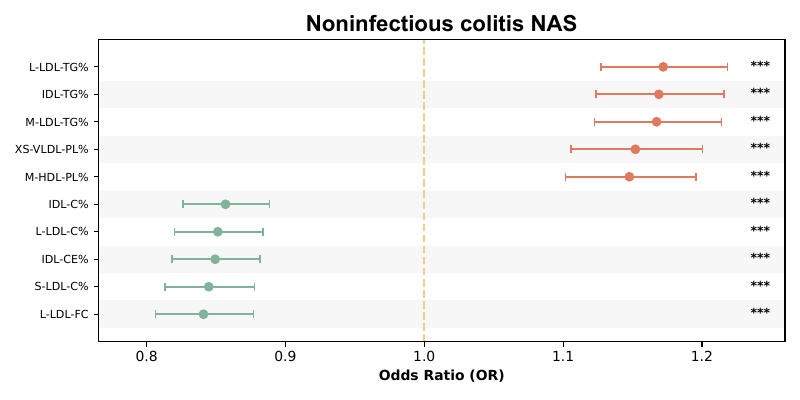 Noninfectious colitis NAS
L-LDL-TG% ***
IDL-TG% ***
M-LDL-TG% ***
XS-VLDL-PL% ***
M-HDL-PL% ***
IDL-C% ***
L-LDL-C% ***
IDL-CE% ***
S-LDL-C% ***
L-LDL-FC ***
0.8 0.9 1.0 1.1 1.2
Odds Ratio (OR)